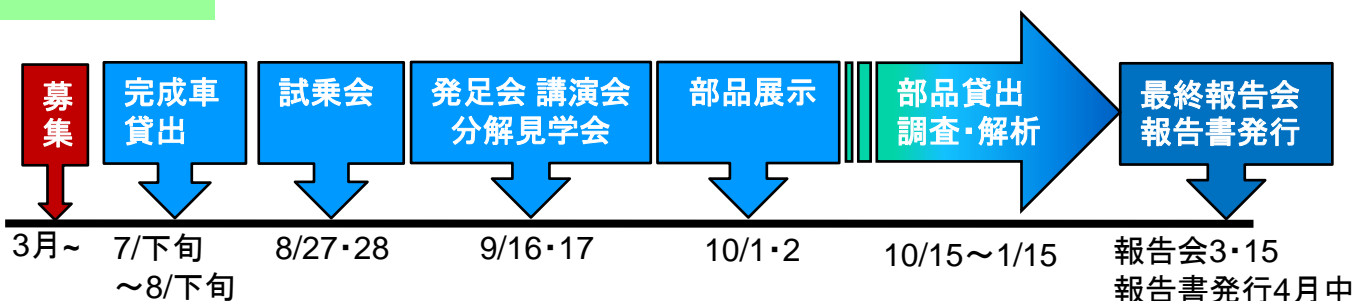 募
集
完成車
貸出
試乗会
発足会 講演会
分解見学会
部品展示
部品貸出
調査・解析
最終報告会
報告書発行
3月~
7/下旬
～8/下旬
8/27・28
9/16・17
10/1・2
10/15～1/15
報告会3・15
報告書発行4月中